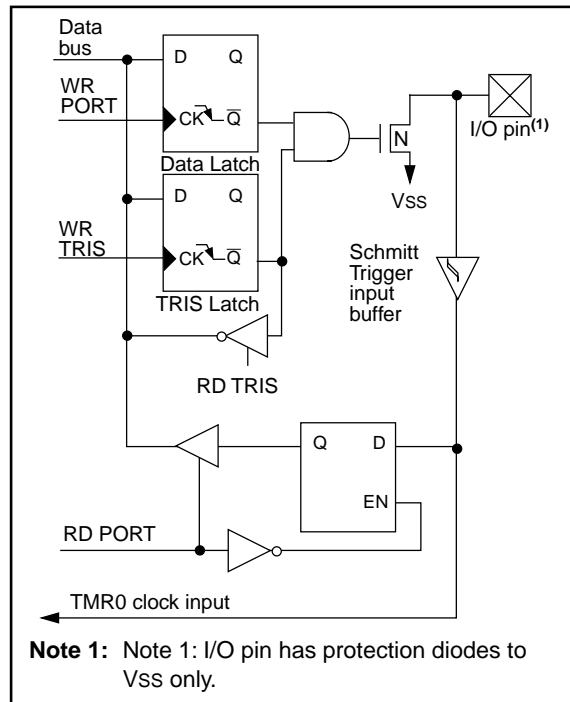 Data
bus
D Q
WR
PORT
CK Q
N
I/O pin(1)
Data Latch
VSS
D Q
WR
TRIS
CK Q
Schmitt
Trigger
input
buffer
TRIS Latch
RD TRIS
Q D
EN
RD PORT
TMR0 clock input
Note 1: Note 1: I/O pin has protection diodes to
VSS only.